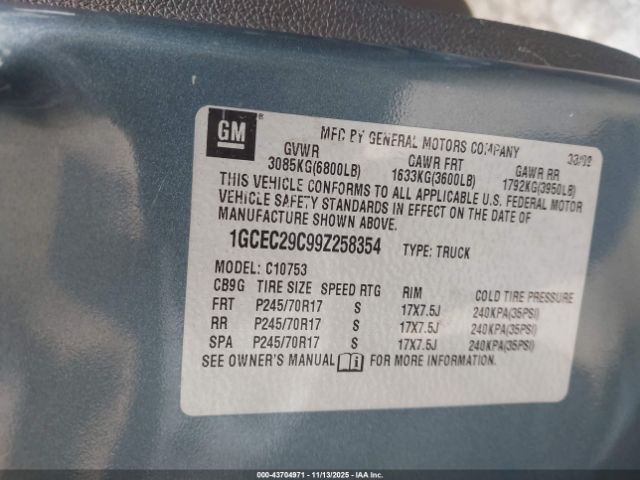 GM ®
MFC BY GENERAL MOTORS COMPANY
GVWR GAWR FRT GAWR RR
3085KG(6800LB) 1633KG(3600LB) 1792KG(3950LB)
THIS VEHICLE CONFORMS TO ALL APPLICABLE U.S. FEDERAL MOTOR
VEHICLE SAFETY STANDARDS IN EFFECT ON THE DATE OF
MANUFACTURE SHOWN ABOVE.
1GCEC29C99Z258354 TYPE: TRUCK
MODEL: C10753
CB9G TIRE SIZE SPEED RTG RIM COLD TIRE PRESSURE
FRT P245/70R17 S 17X7.5J 240KPA(35PSI)
RR P245/70R17 S 17X7.5J 240KPA(35PSI)
SPA P245/70R17 S 17X7.5J 240KPA(35PSI)
SEE OWNER'S MANUAL i FOR MORE INFORMATION.
000-43704971 - 11/13/2025 - IAAI.CA